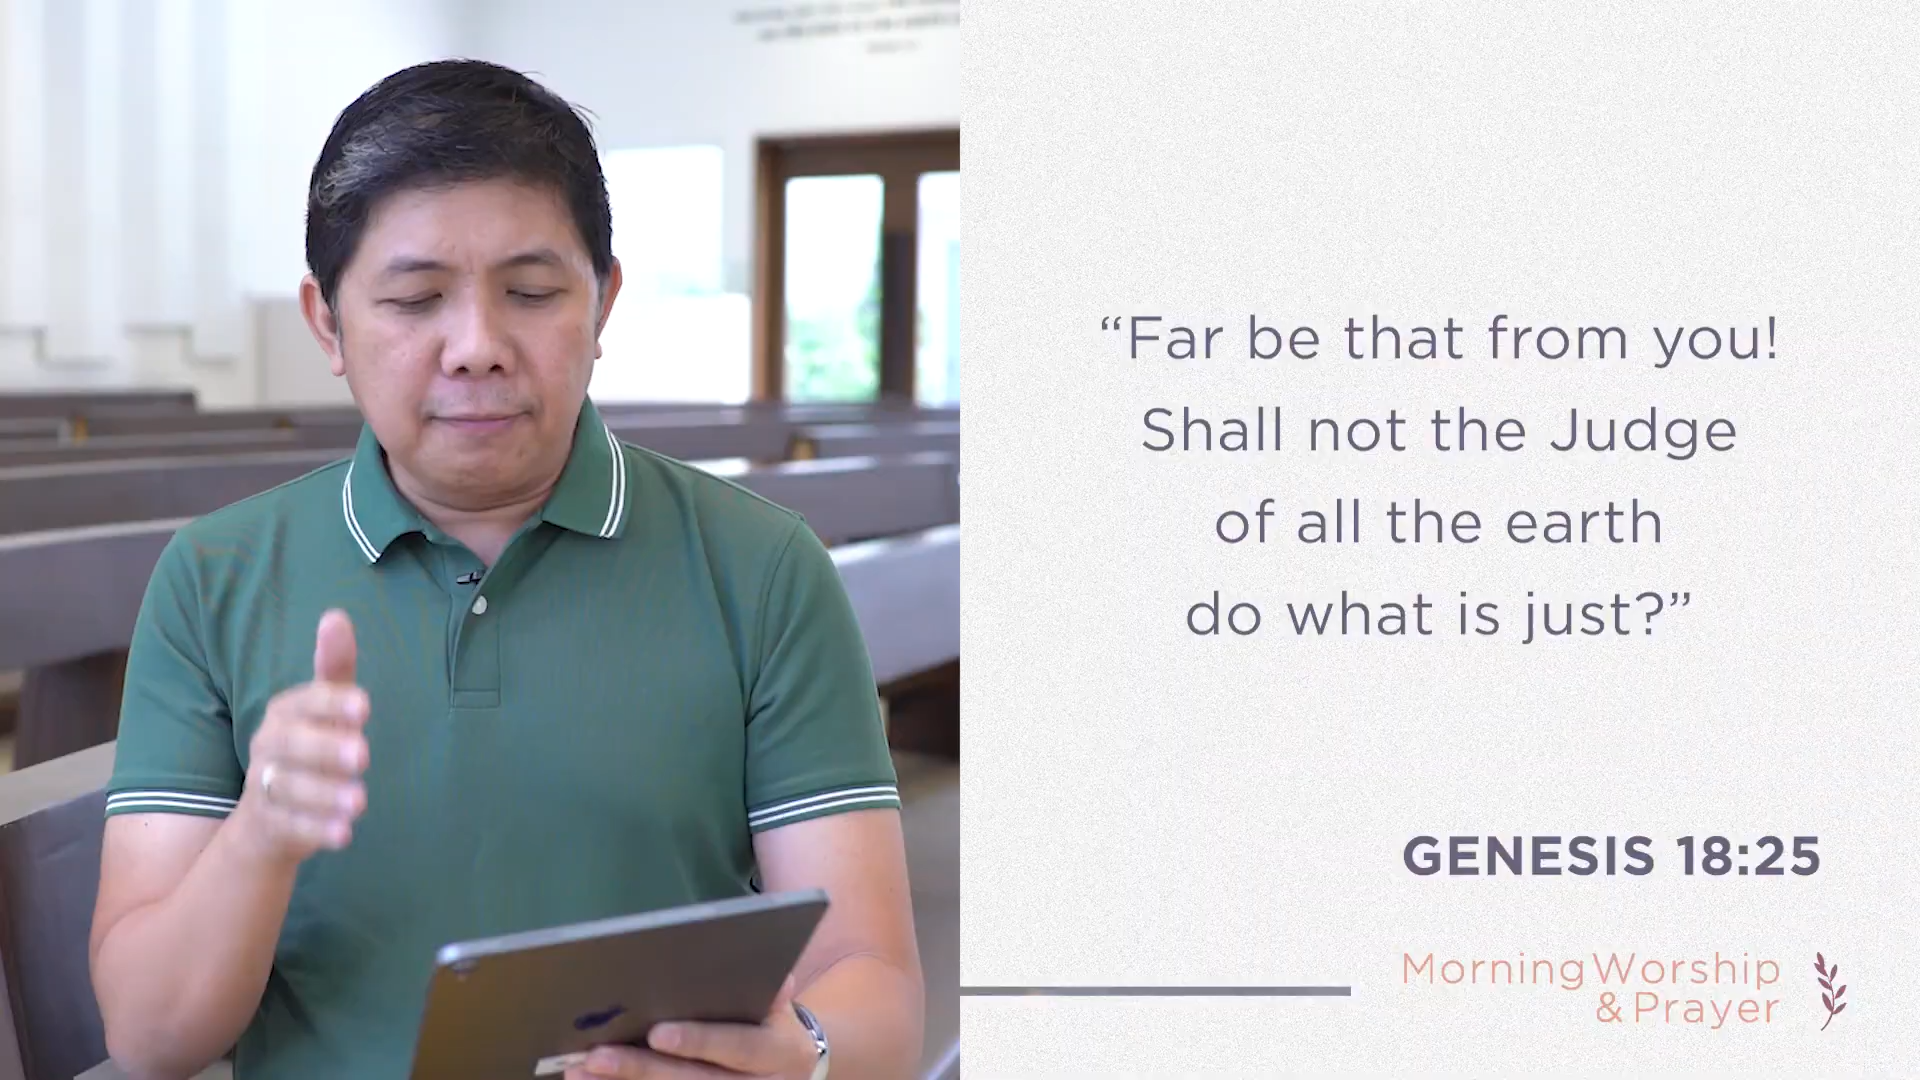 “Far be that from you!
Shall not the Judge
of all the earth
do what is just?”
GENESIS 18:25
Morning Worship
& Prayer